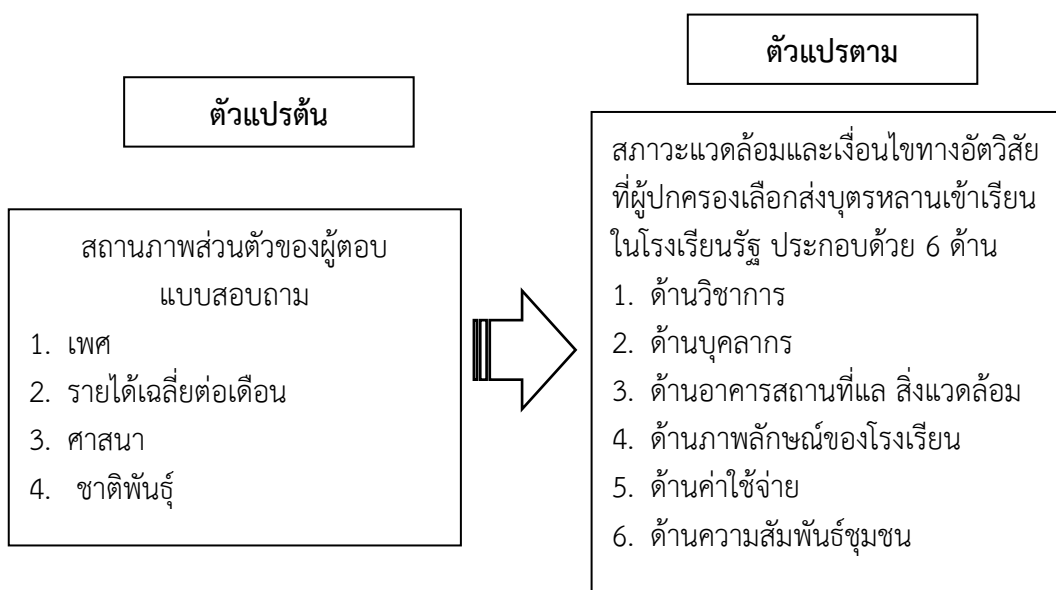 ตัวแปรต้น
สถานภาพส่วนตัวของผู้ตอบ
แบบสอบถาม
1. เพศ
2. รายได้เฉลี่ยต่อเดือน
3. ศาสนา
4. ชาติพันธุ์
ตัวแปรตาม
สภาวะแวดล้อมและเงื่อนไขทางอัตวิสัย
ที่ผู้ปกครองเลือกส่งบุตรหลานเข้าเรียน
ในโรงเรียนรัฐ ประกอบด้วย 6 ด้าน
1. ด้านวิชาการ
2. ด้านบุคลากร
3. ด้านอาคารสถานที่แล สิ่งแวดล้อม
4. ด้านภาพลักษณ์ของโรงเรียน
5. ด้านค่าใช้จ่าย
6. ด้านความสัมพันธ์ชุมชน